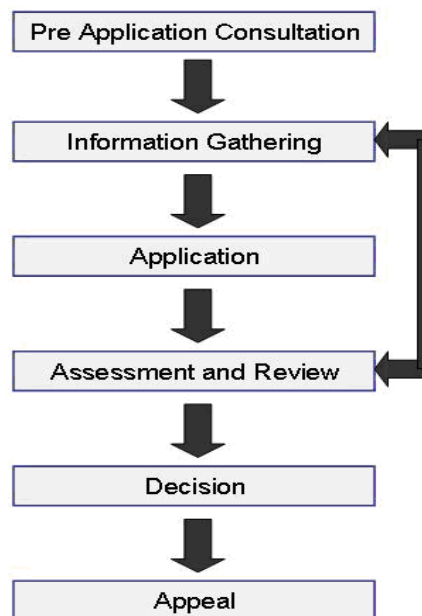 Pre Application Consultation
Information Gathering
Application
Assessment and Review
Decision
Appeal